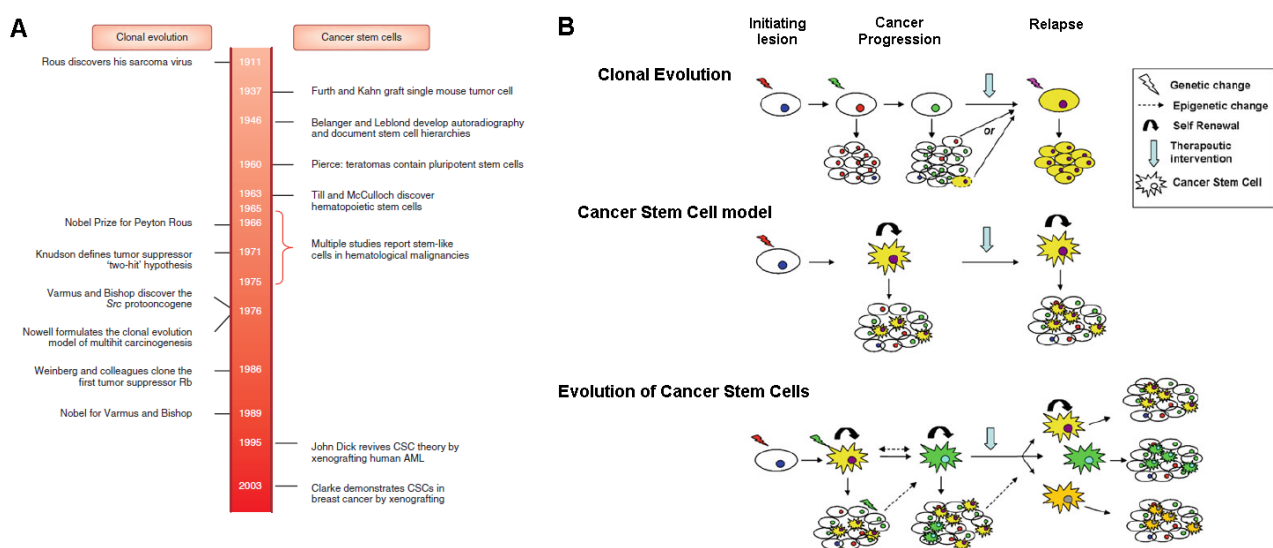 A
Clonal evolution
Cancer stem cells
Rous discovers his sarcoma virus
1911
1937
Furth and Kahn graft single mouse tumor cell
1946
Belanger and Leblond develop autoradiography
and document stem cell hierarchies
1960
Pierce: teratomas contain pluripotent stem cells
1963
Till and McCulloch discover
hematopoietic stem cells
1965
Nobel Prize for Peyton Rous
1966
Multiple studies report stem-like
cells in hematological malignancies
Knudson defines tumor suppressor
‘two-hit’ hypothesis
1971
1975
Varmus and Bishop discover the
Src protooncogene
1976
Nowell formulates the clonal evolution
model of multihit carcinogenesis
Weinberg and colleagues clone the
first tumor suppressor Rb
1986
Nobel for Varmus and Bishop
1989
1995
John Dick revives CSC theory by
xenografting human AML
2003
Clarke demonstrates CSCs in
breast cancer by xenografting
B
Initiating
lesion
Cancer
Progression
Relapse
Clonal Evolution
or
Genetic change
Epigenetic change
Self Renewal
Therapeutic
intervention
Cancer Stem Cell
Cancer Stem Cell model
Evolution of Cancer Stem Cells